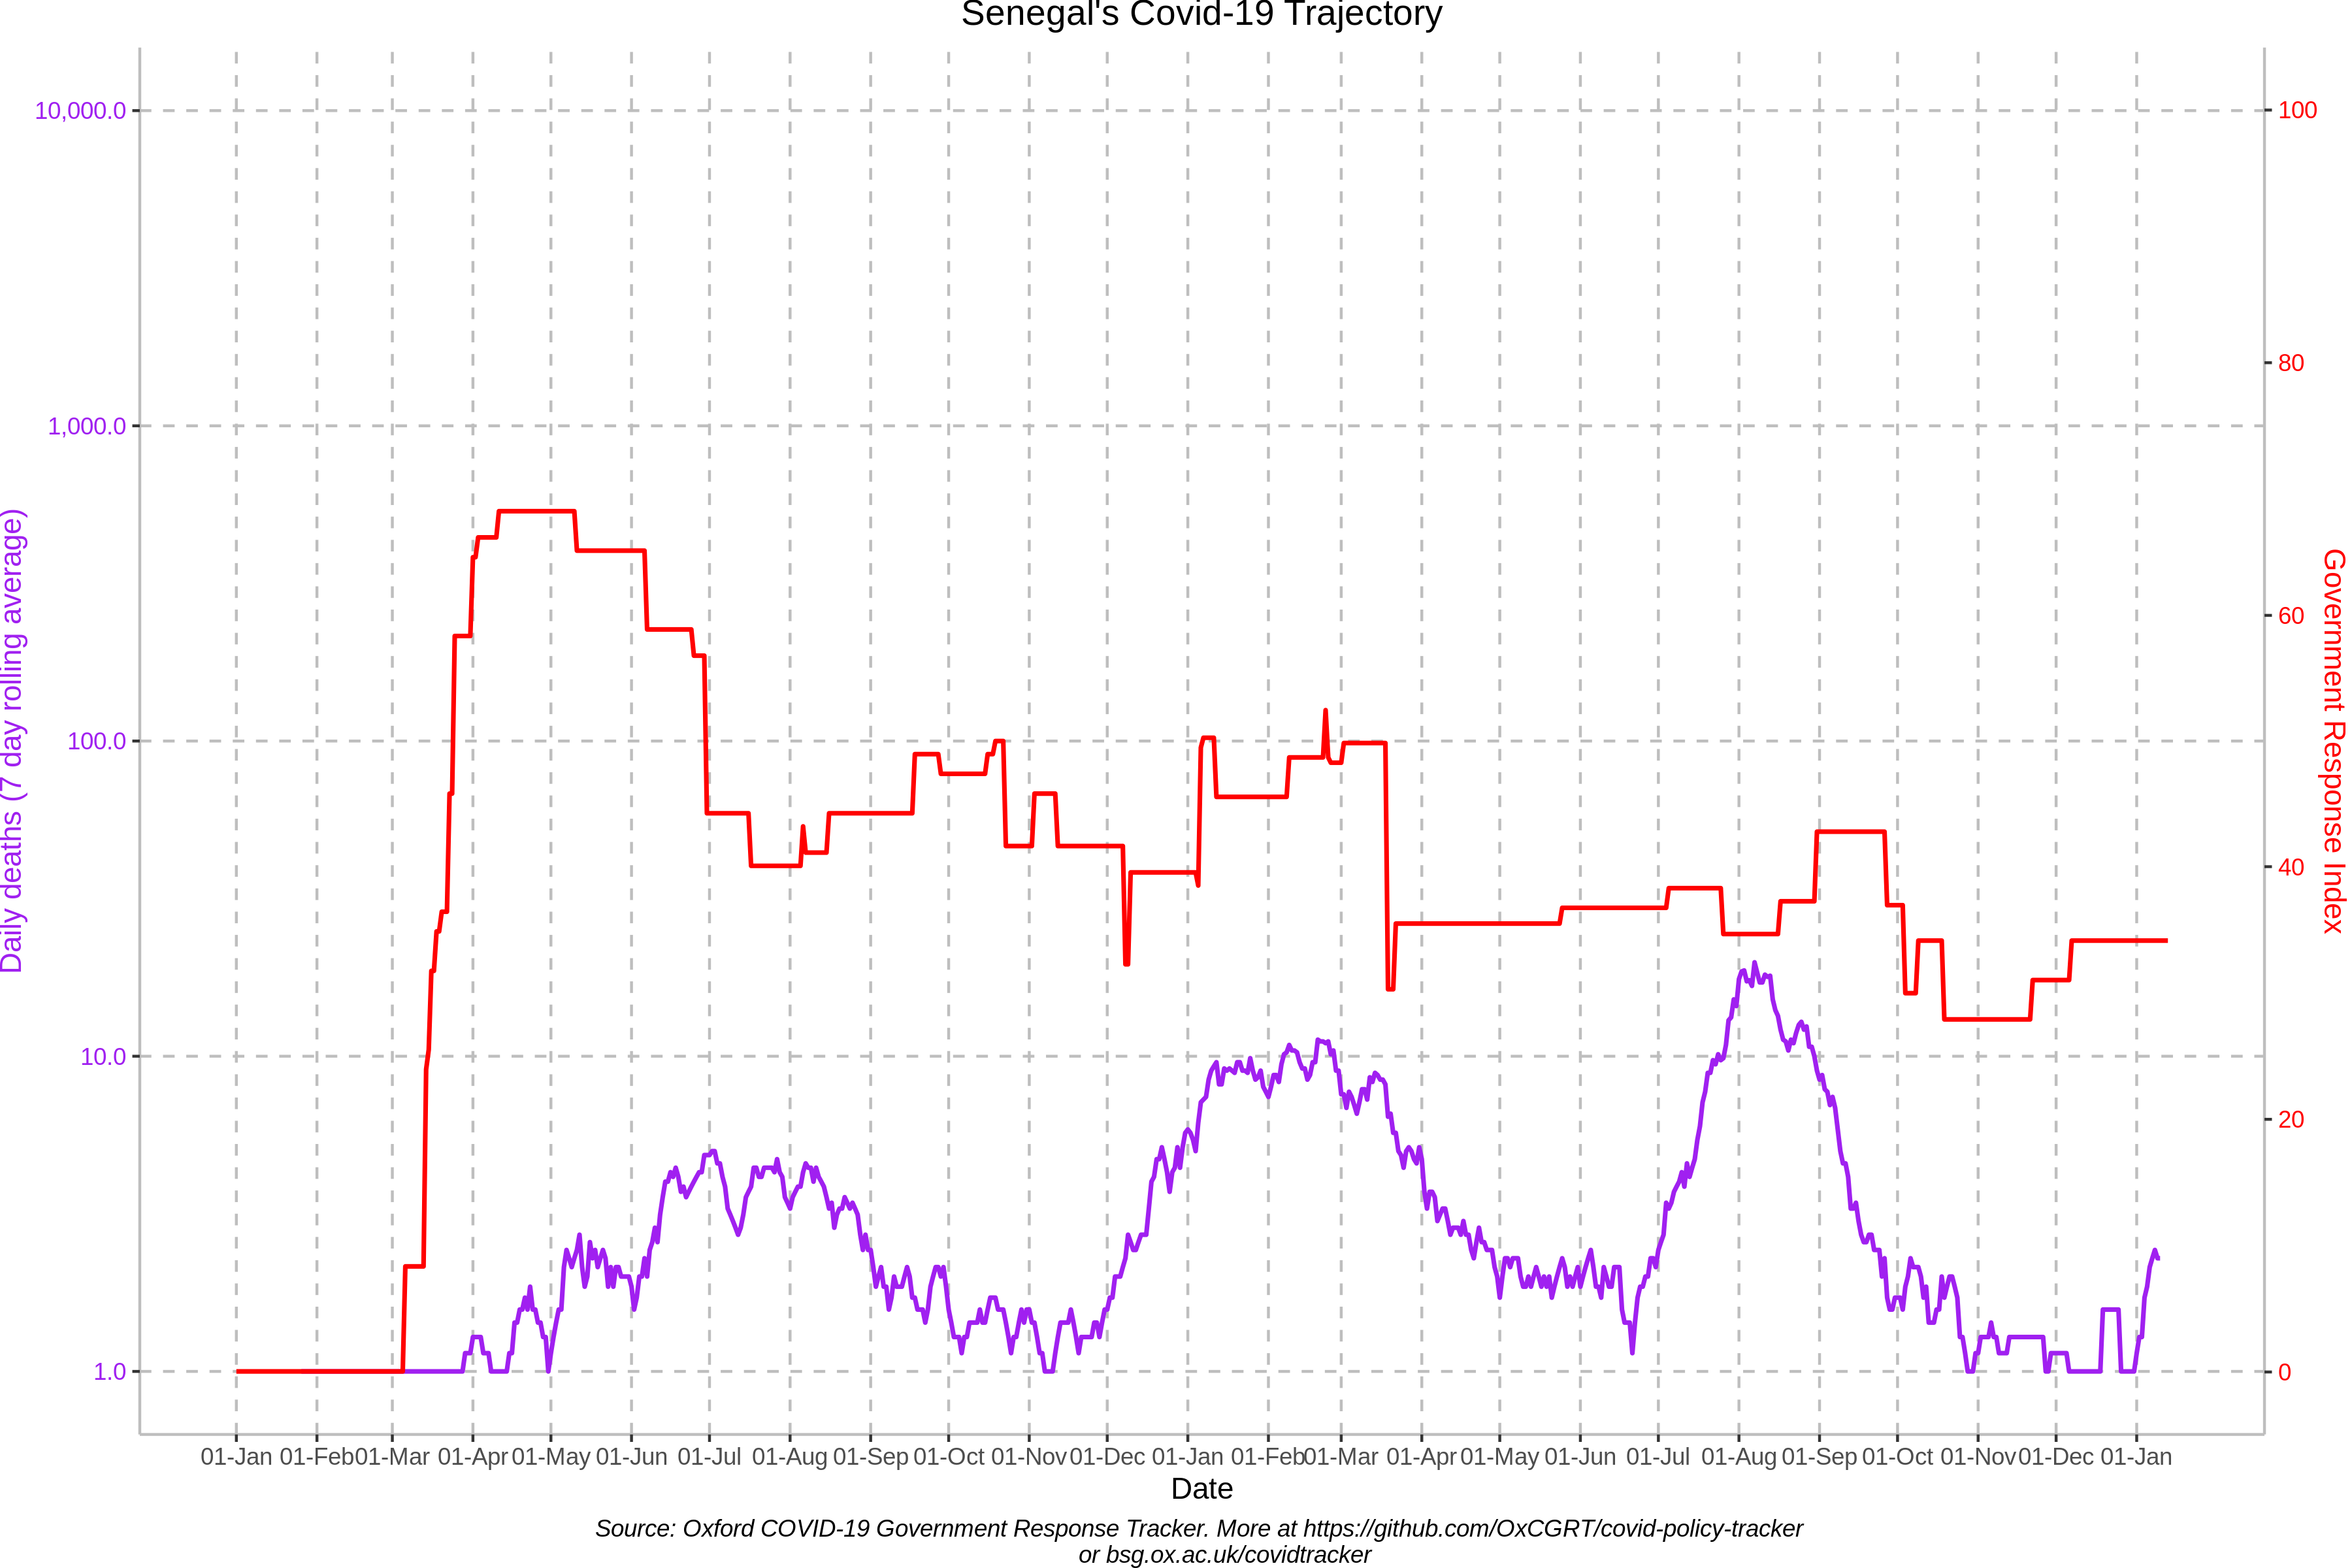 Senegal's Covid-19 Trajectory
10,000.0
1,000.0
100.0
10.0
1.0
Daily deaths (7 day rolling average)
100
80
60
40
20
0
Government Response Index
01-Jan 01-Feb 01-Mar 01-Apr 01-May 01-Jun 01-Jul 01-Aug 01-Sep 01-Oct 01-Nov 01-Dec 01-Jan 01-Feb 01-Mar 01-Apr 01-May 01-Jun 01-Jul 01-Aug 01-Sep 01-Oct 01-Nov 01-Dec 01-Jan
Date
Source: Oxford COVID-19 Government Response Tracker. More at https://github.com/OxCGRT/covid-policy-tracker
or bsg.ox.ac.uk/covidtracker